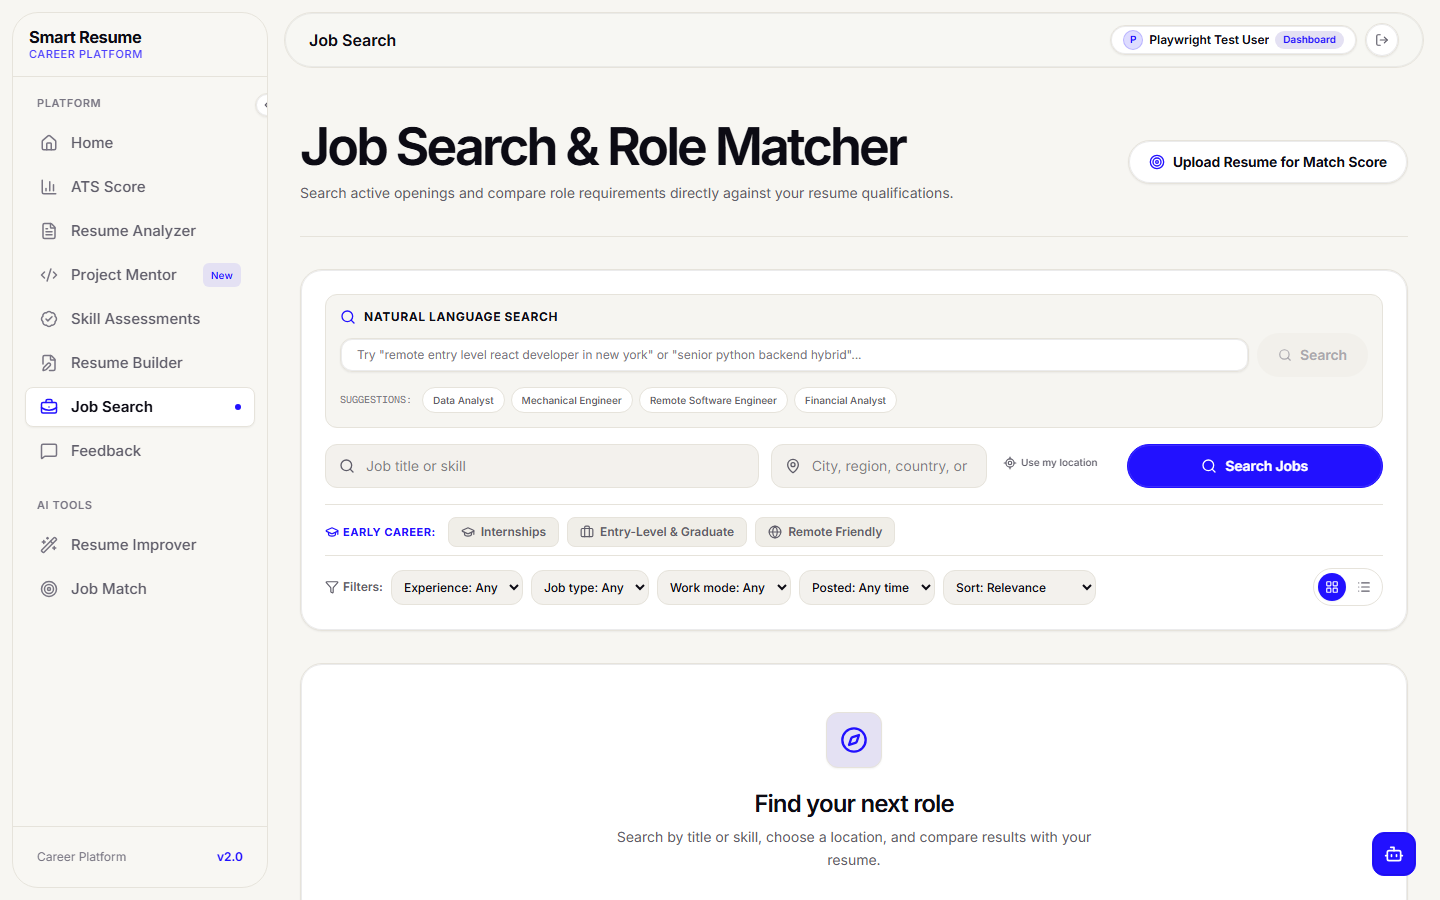 Smart Resume
CAREER PLATFORM
PLATFORM
Home
ATS Score
Resume Analyzer
Project Mentor New
Skill Assessments
Resume Builder
Job Search
Feedback
AI TOOLS
Resume Improver
Job Match
Career Platform v2.0
Job Search
P Playwright Test User Dashboard
Job Search & Role Matcher
Search active openings and compare role requirements directly against your resume qualifications.
Upload Resume for Match Score
NATURAL LANGUAGE SEARCH
Try "remote entry level react developer in new york" or "senior python backend hybrid"...
Search
SUGGESTIONS: Data Analyst Mechanical Engineer Remote Software Engineer Financial Analyst
Job title or skill
City, region, country, or
Use my location
Search Jobs
EARLY CAREER: Internships Entry-Level & Graduate Remote Friendly
Filters: Experience: Any Job type: Any Work mode: Any Posted: Any time Sort: Relevance
Find your next role
Search by title or skill, choose a location, and compare results with your
resume.